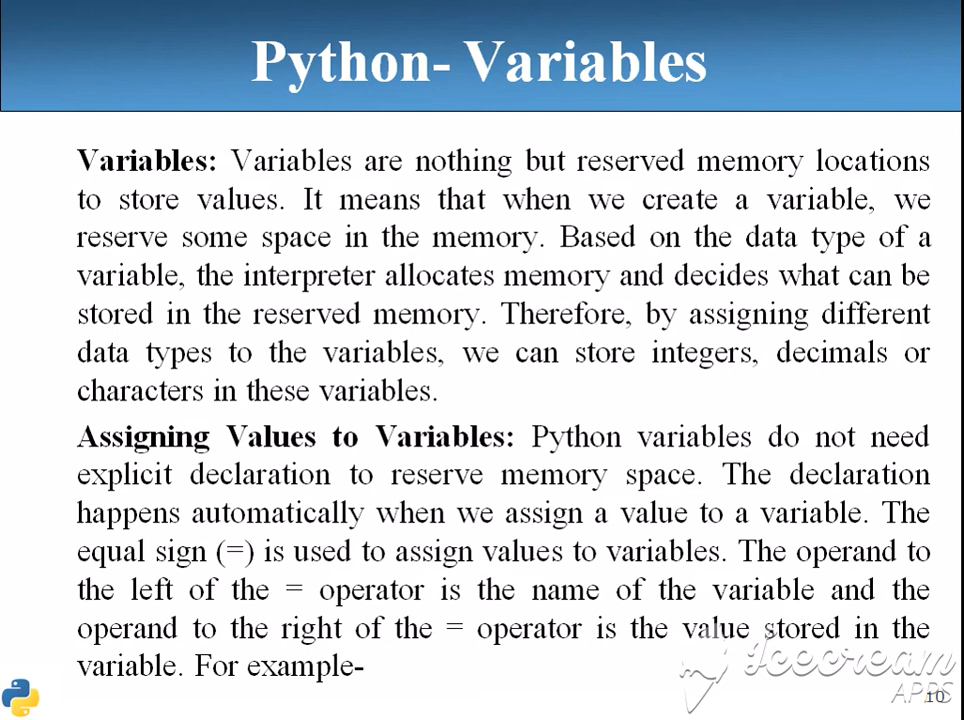 Python- Variables
Variables: Variables are nothing but reserved memory locations
to store values. It means that when we create a variable, we
reserve some space in the memory. Based on the data type of a
variable, the interpreter allocates memory and decides what can be
stored in the reserved memory. Therefore, by assigning different
data types to the variables, we can store integers, decimals or
characters in these variables.
Assigning Values to Variables: Python variables do not need
explicit declaration to reserve memory space. The declaration
happens automatically when we assign a value to a variable. The
equal sign (=) is used to assign values to variables. The operand to
the left of the = operator is the name of the variable and the
operand to the right of the = operator is the value stored in the
variable. For example-
Icecream
APPS
10